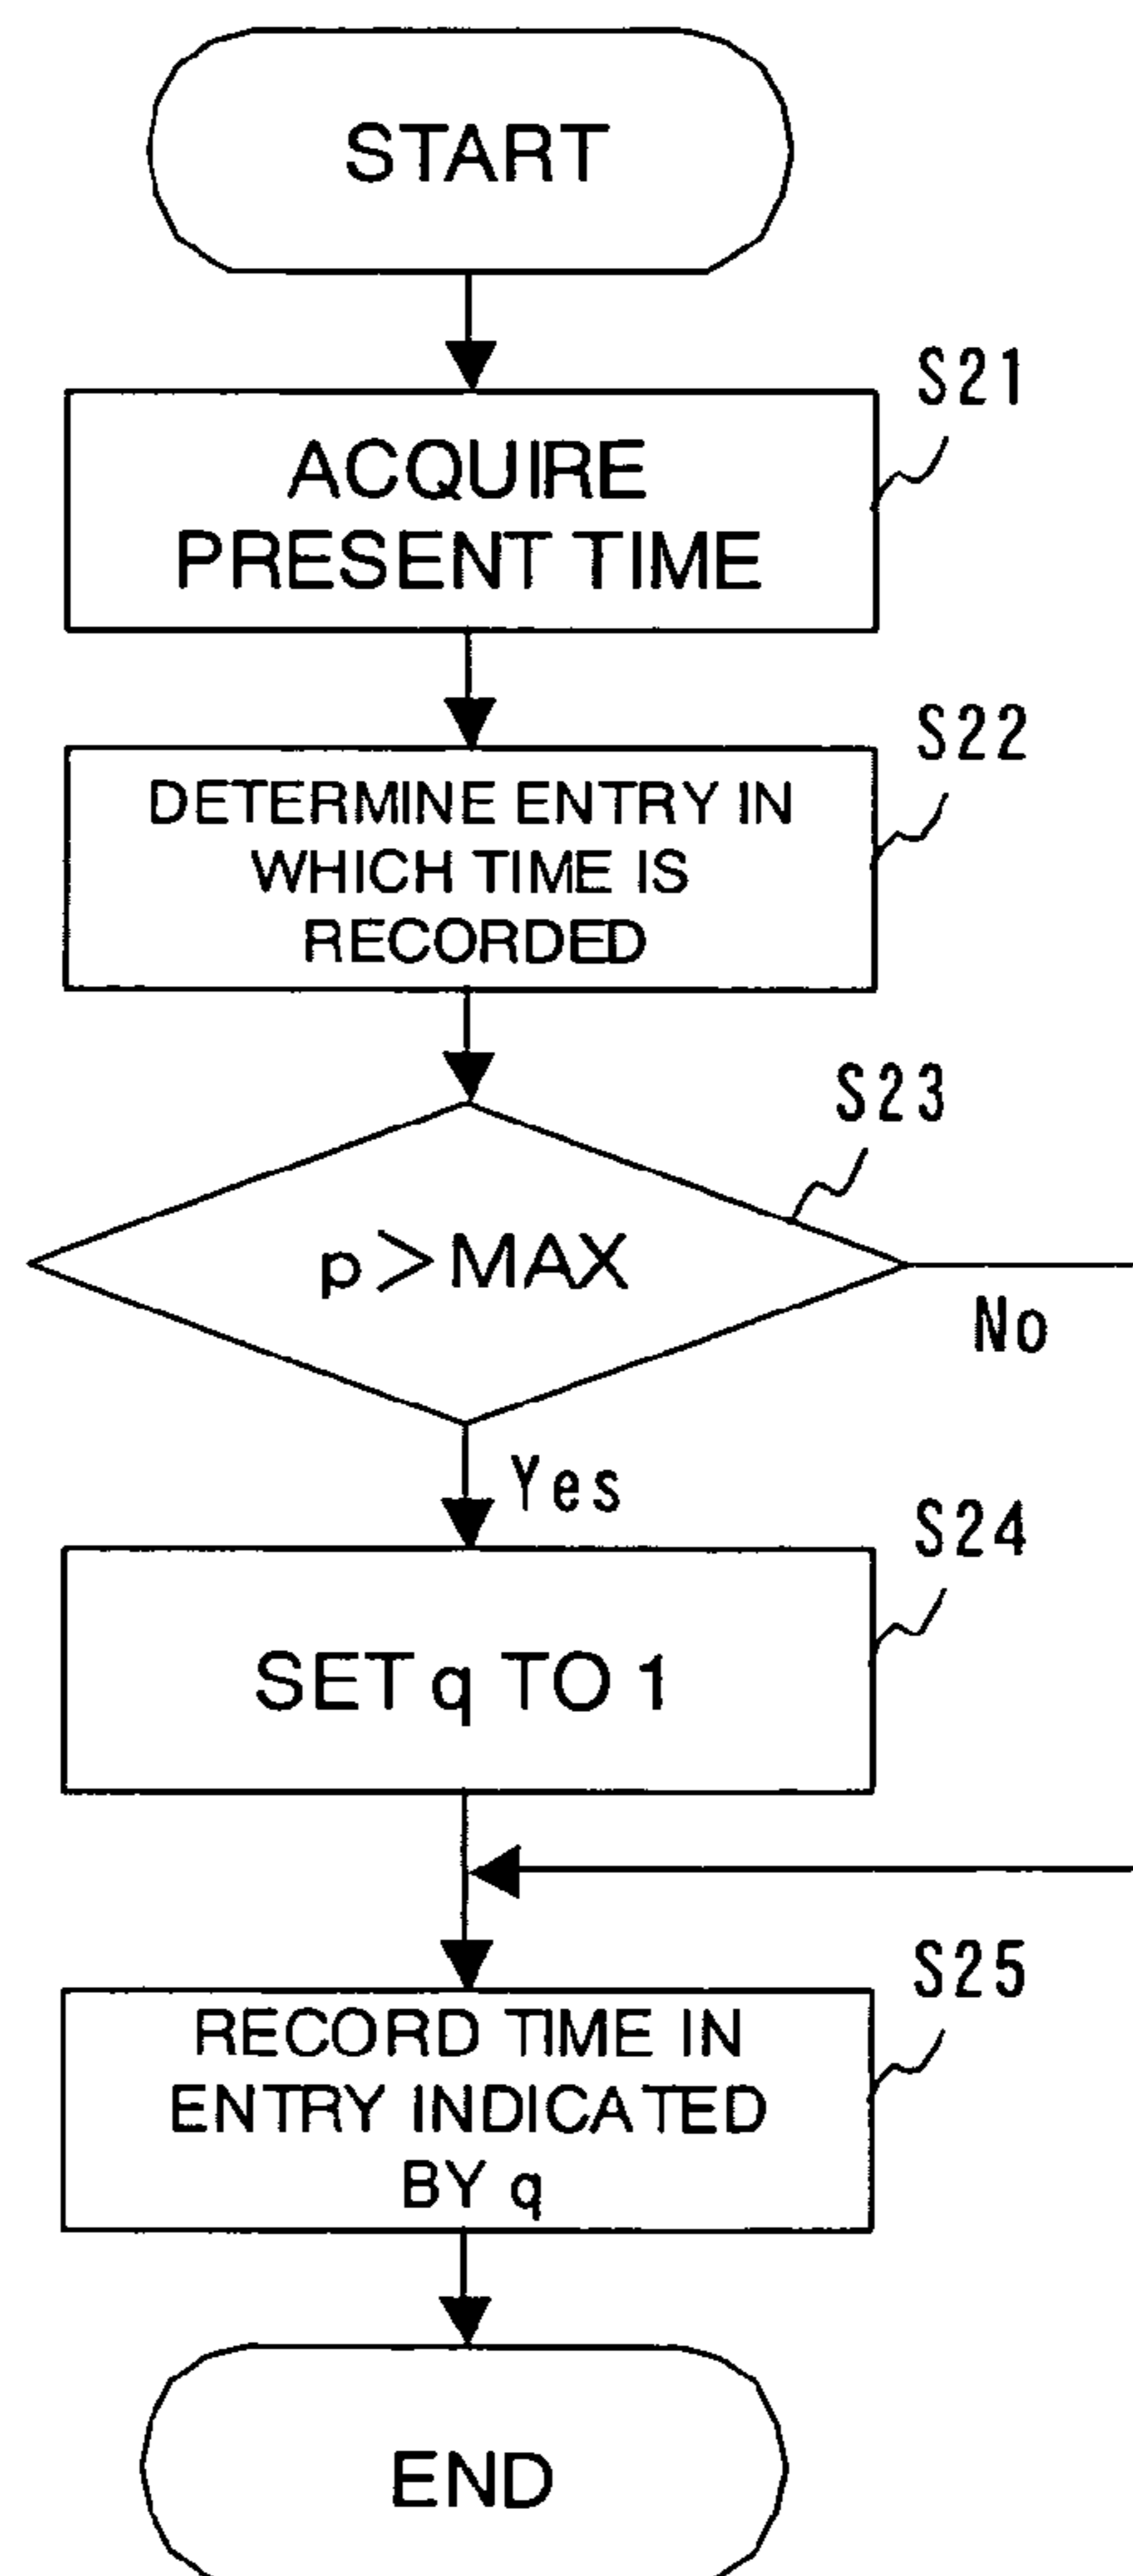 START
S21
ACQUIRE
PRESENT TIME
S22
DETERMINE ENTRY IN
WHICH TIME IS
RECORDED
S23
p>MAX
No
Yes
S24
SET q TO 1
S25
RECORD TIME IN
ENTRY INDICATED
BY q
END